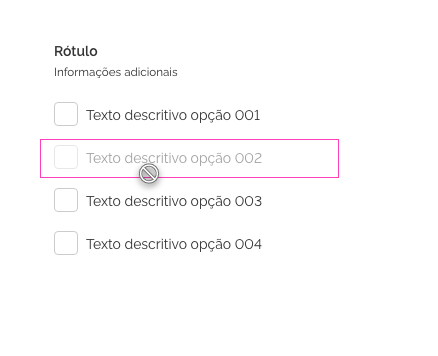 Rótulo
Informações adicionais
Texto descritivo opção 001
Texto descritivo opção 002
Texto descritivo opção 003
Texto descritivo opção 004